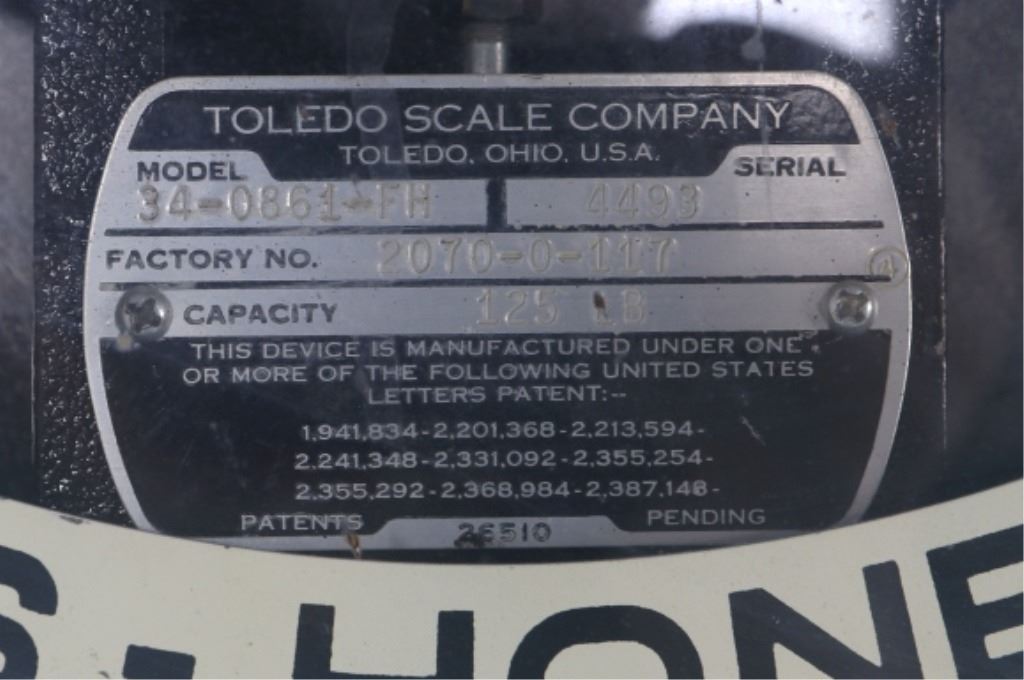 TOLEDO SCALE COMPANY
TOLEDO, OHIO, U.S.A.
MODEL SERIAL
34-0861-FH 4493
FACTORY NO. 2070-0-117 4
CAPACITY 125 LB
THIS DEVICE IS MANUFACTURED UNDER ONE
OR MORE OF THE FOLLOWING UNITED STATES
LETTERS PATENT:--
1,941,834-2,201,368-2,213,594-
2,241,348-2,331,092-2,355,254-
2,355,292-2,368,984-2,387,148-
PATENTS 26510 PENDING
S - HONE